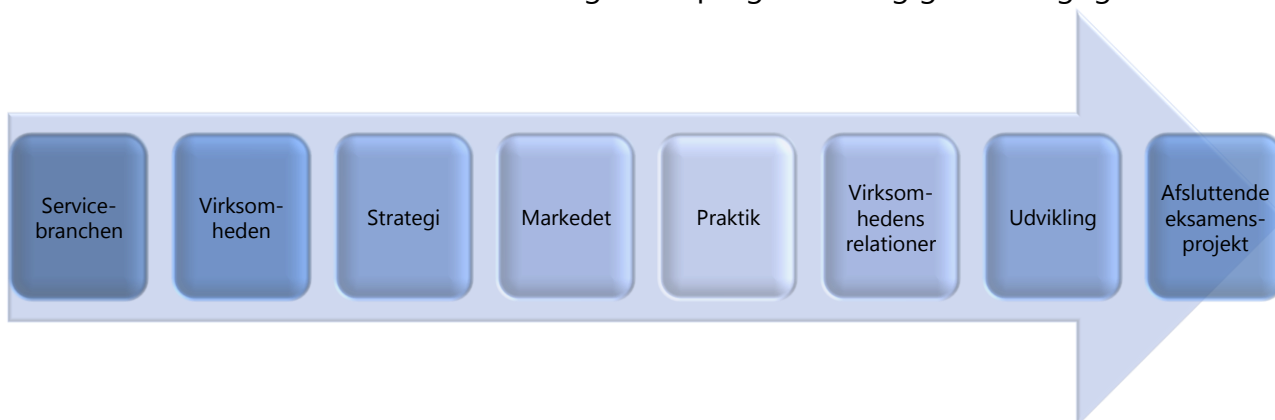 Service-
branchen
Virksom-
heden
Strategi
Markedet
Praktik
Virksom-
hedens
relationer
Udvikling
Afsluttende
eksamens-
projekt